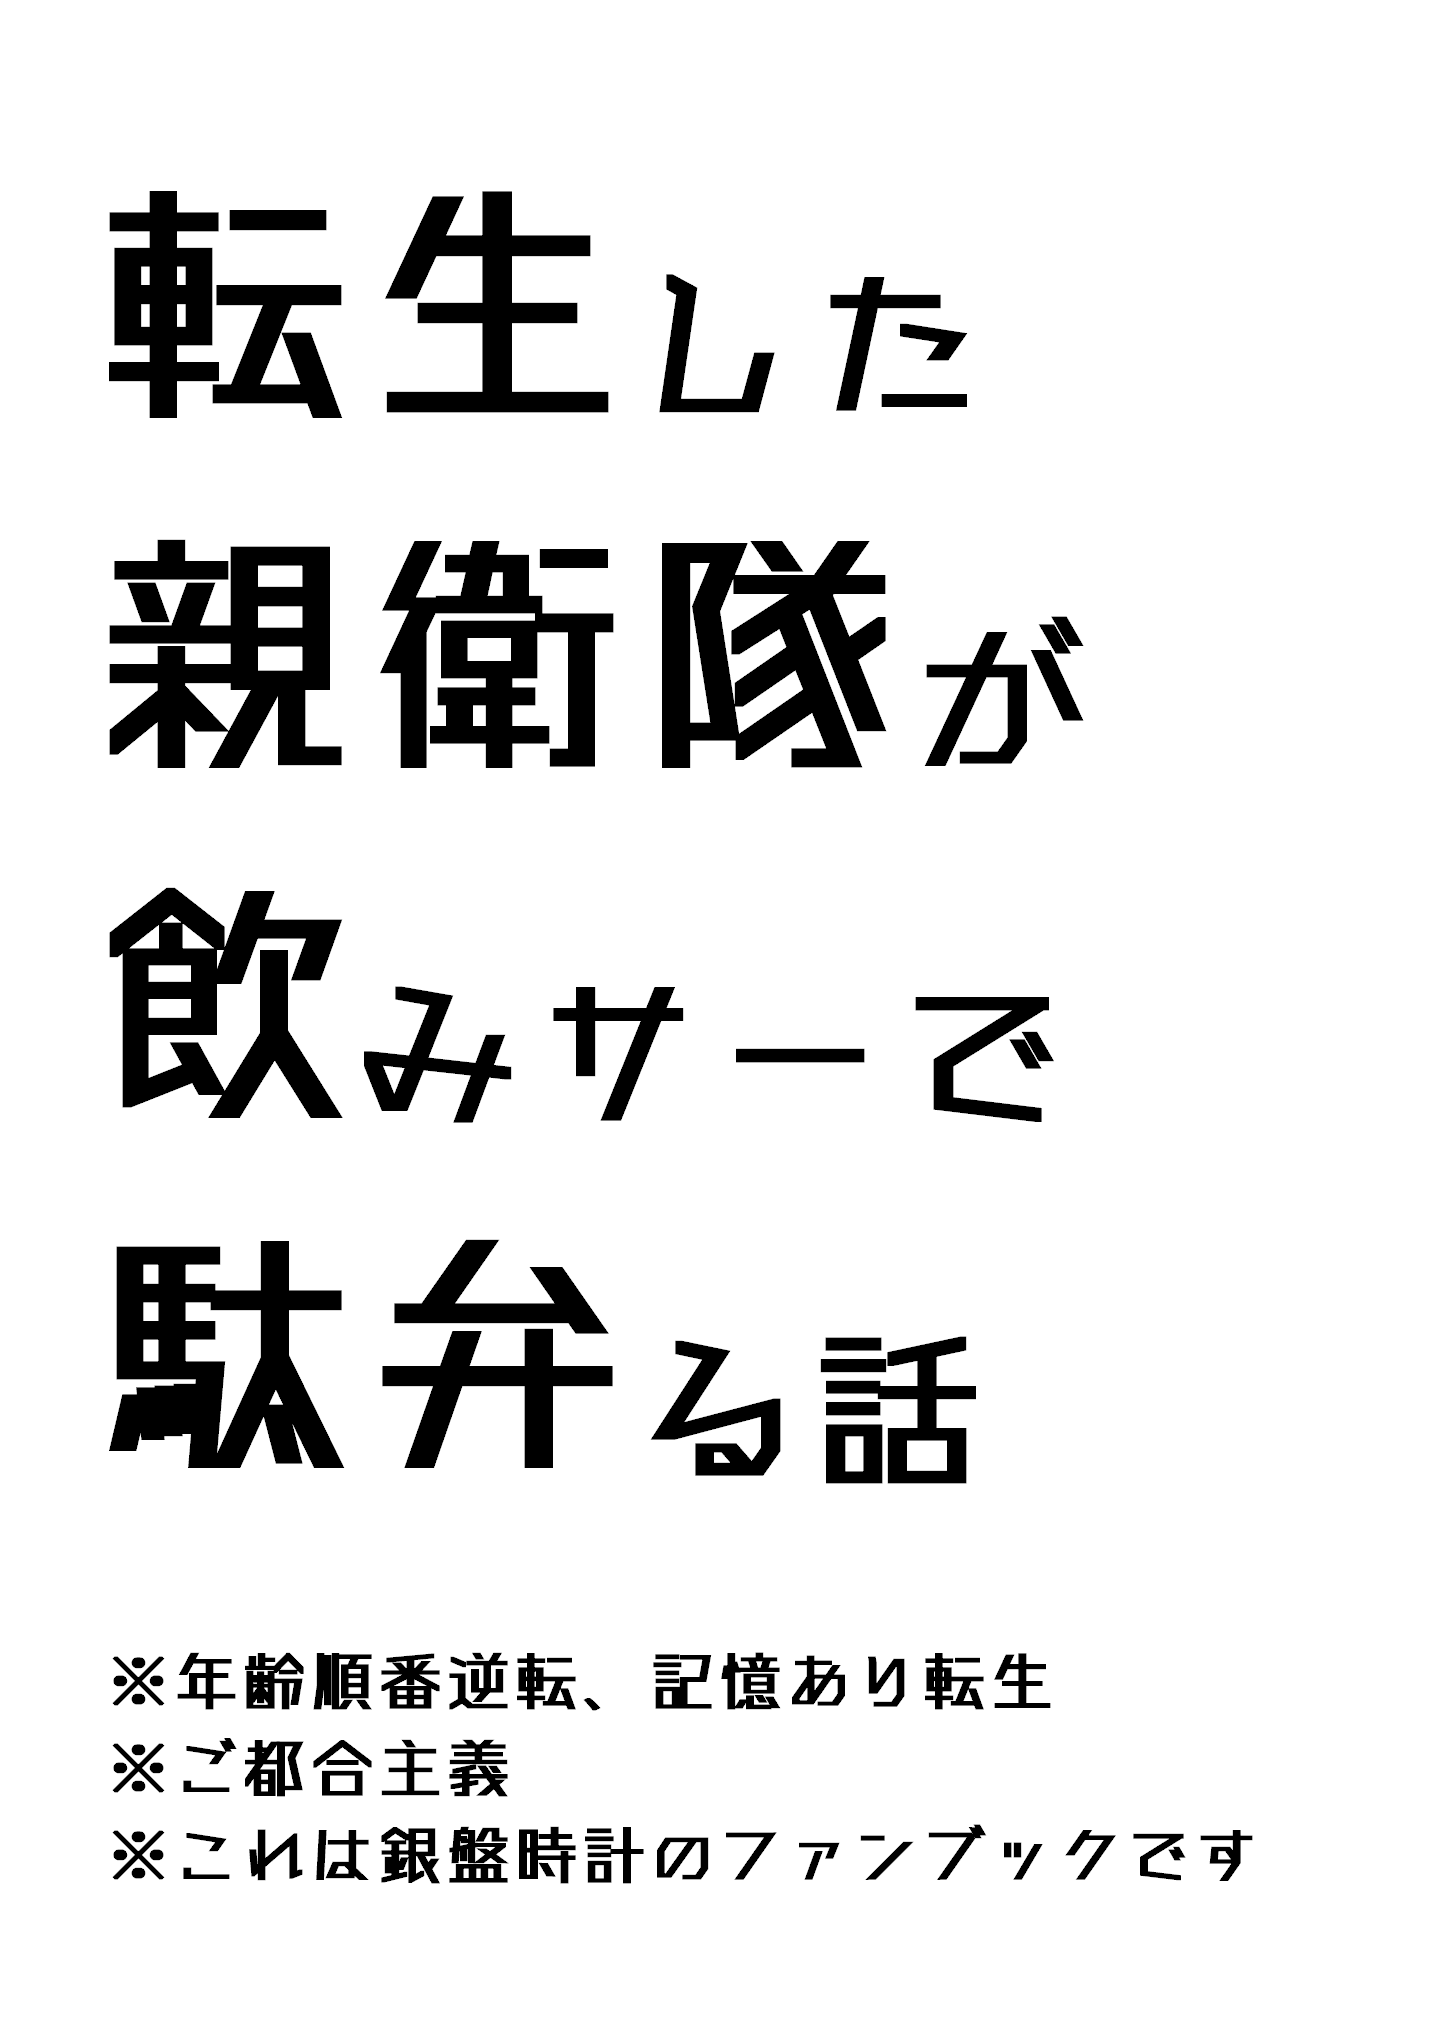 転生した
親衛隊が
飲みサーで
駄弁る話
※年齢順番逆転、記憶あり転生
※ご都合主義
※これは銀盤時計のファンブックです